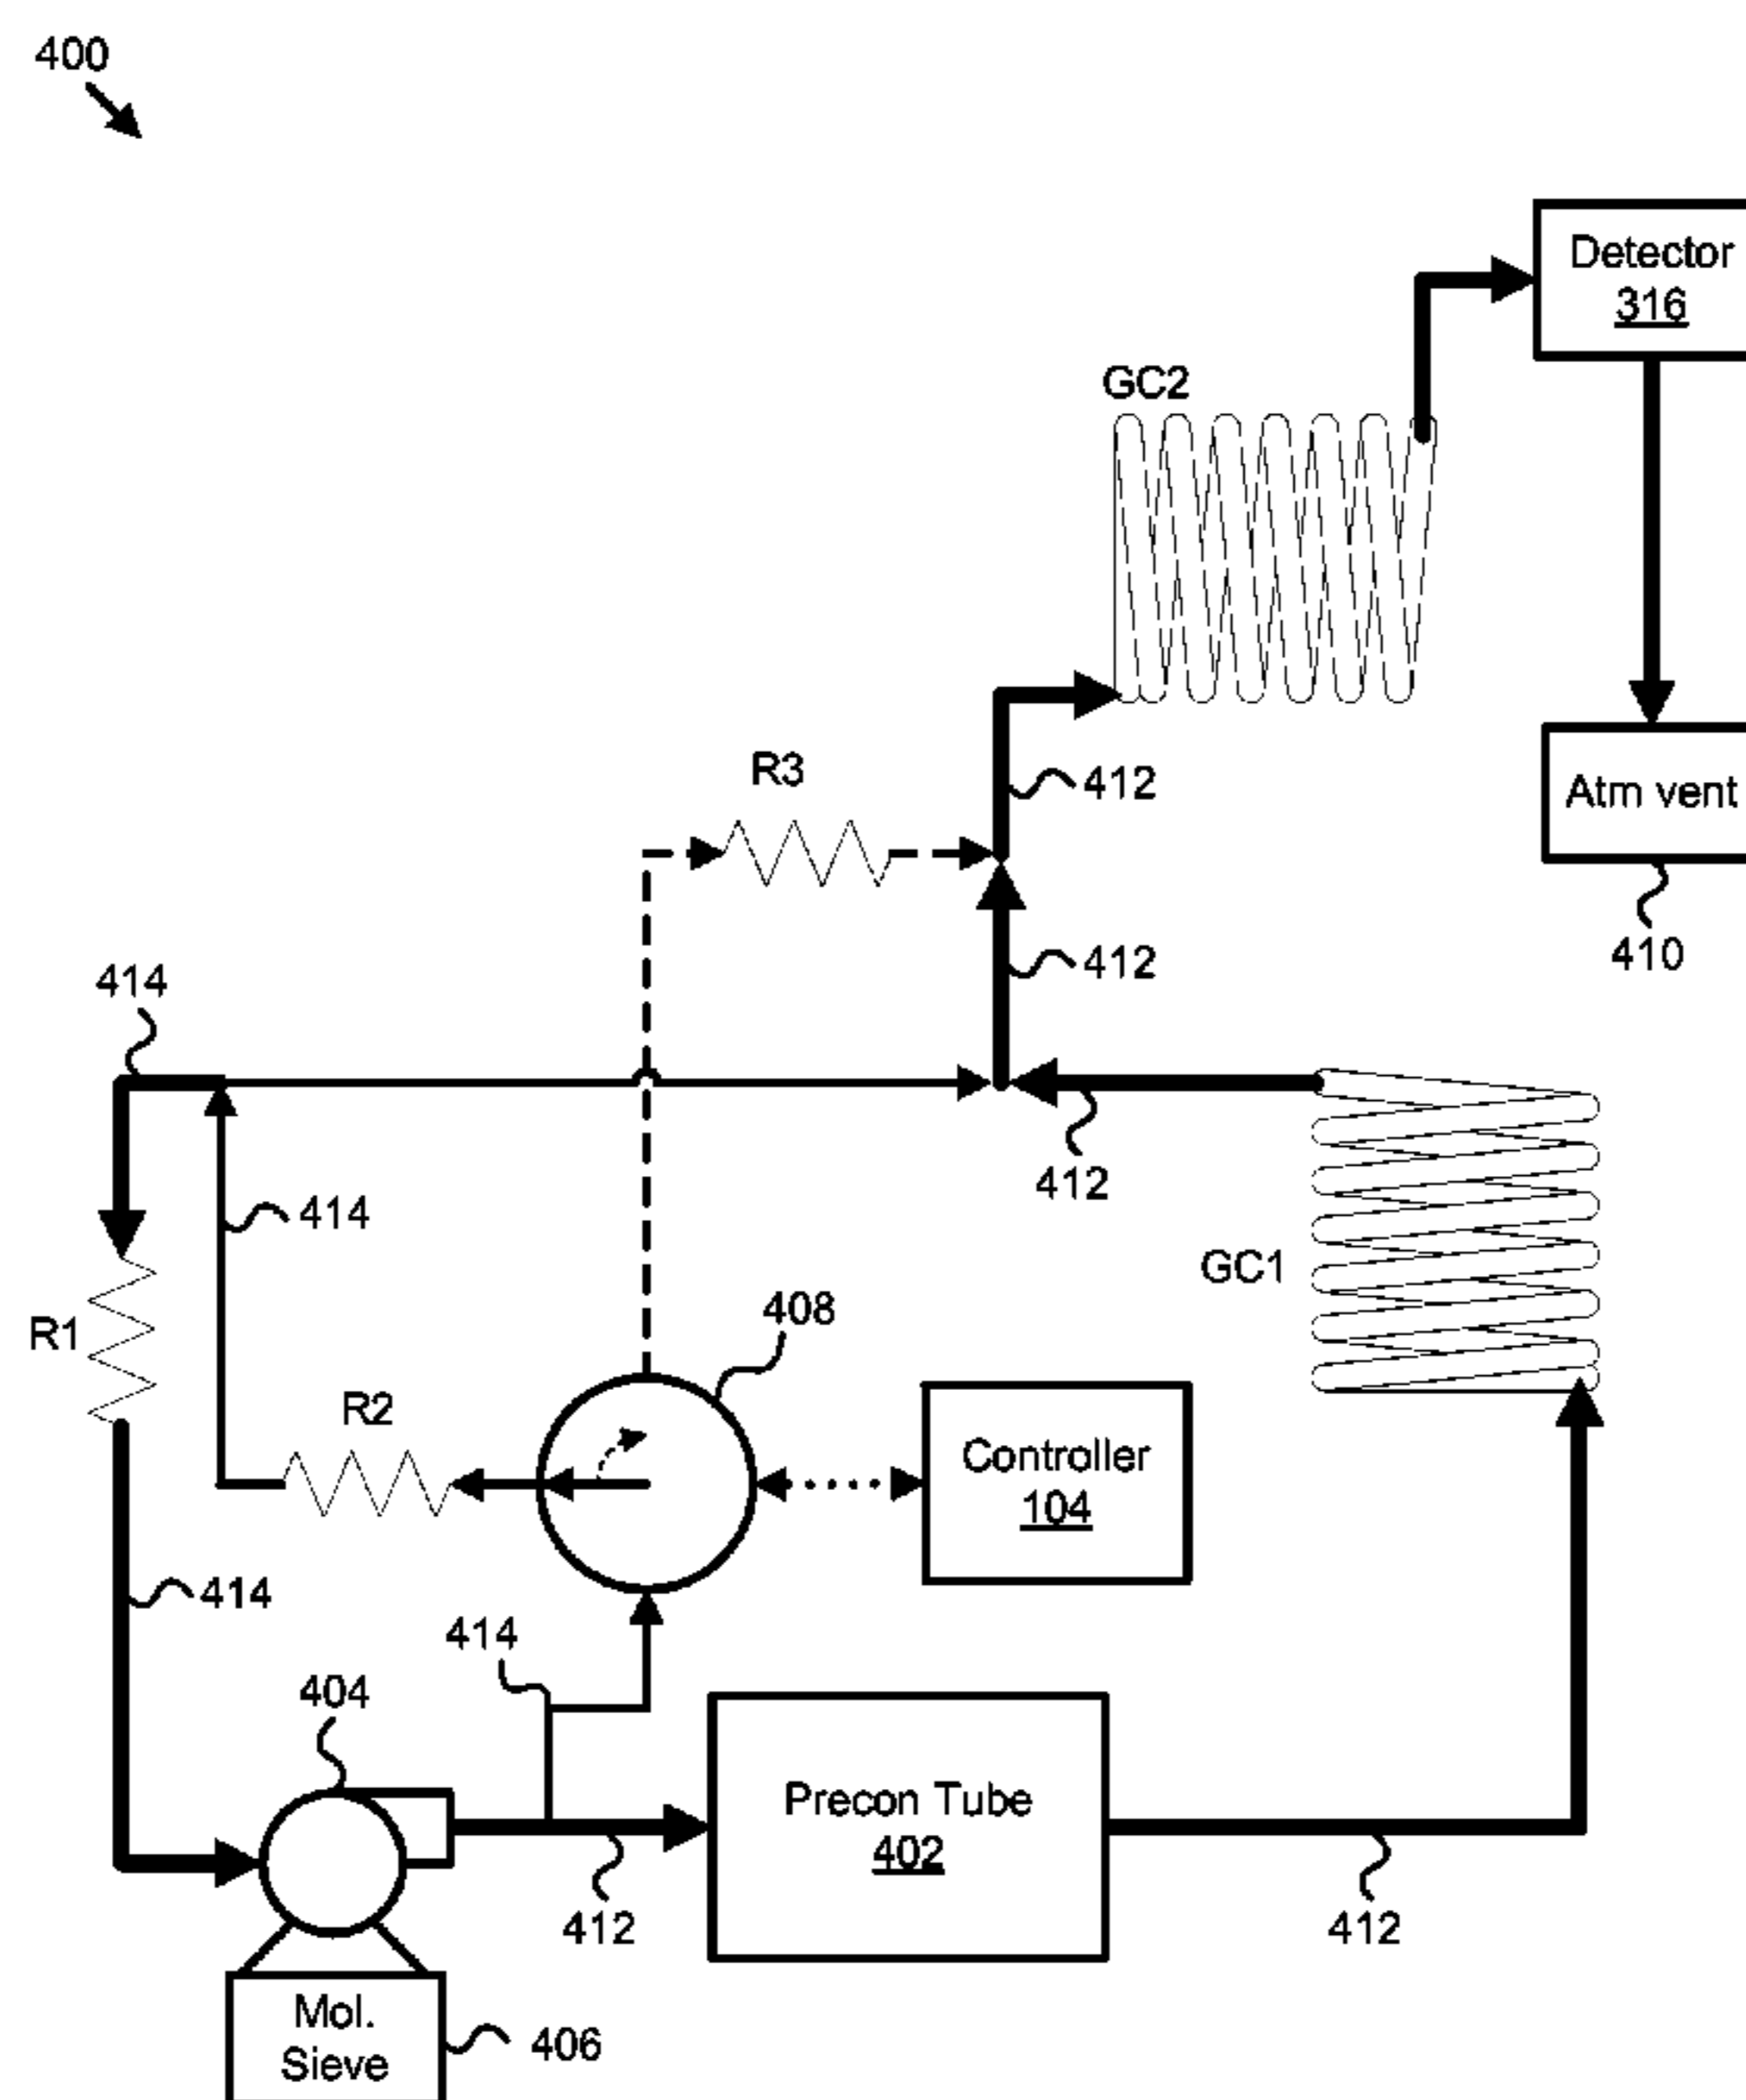 400
Detector
316
GC2
R3
412
Atm vent
412
410
414
412
414
GC1
408
R1
R2
Controller
104
414
414
404
Precon Tube
402
412
412
Mol.
Sieve
406